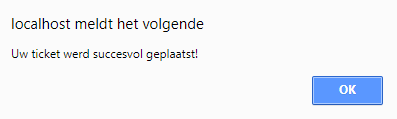 localhost meldt het volgende
Uw ticket werd succesvol geplaatst!
OK